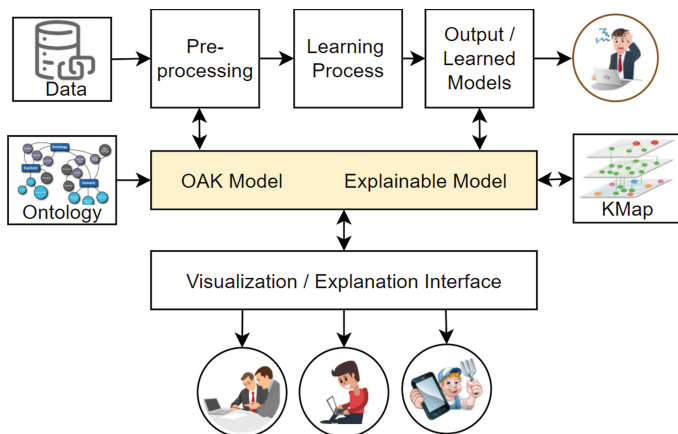 Data
Pre-
processing
Learning
Process
Output /
Learned
Models
Ontology
OAK Model
Explainable Model
KMap
Visualization / Explanation Interface